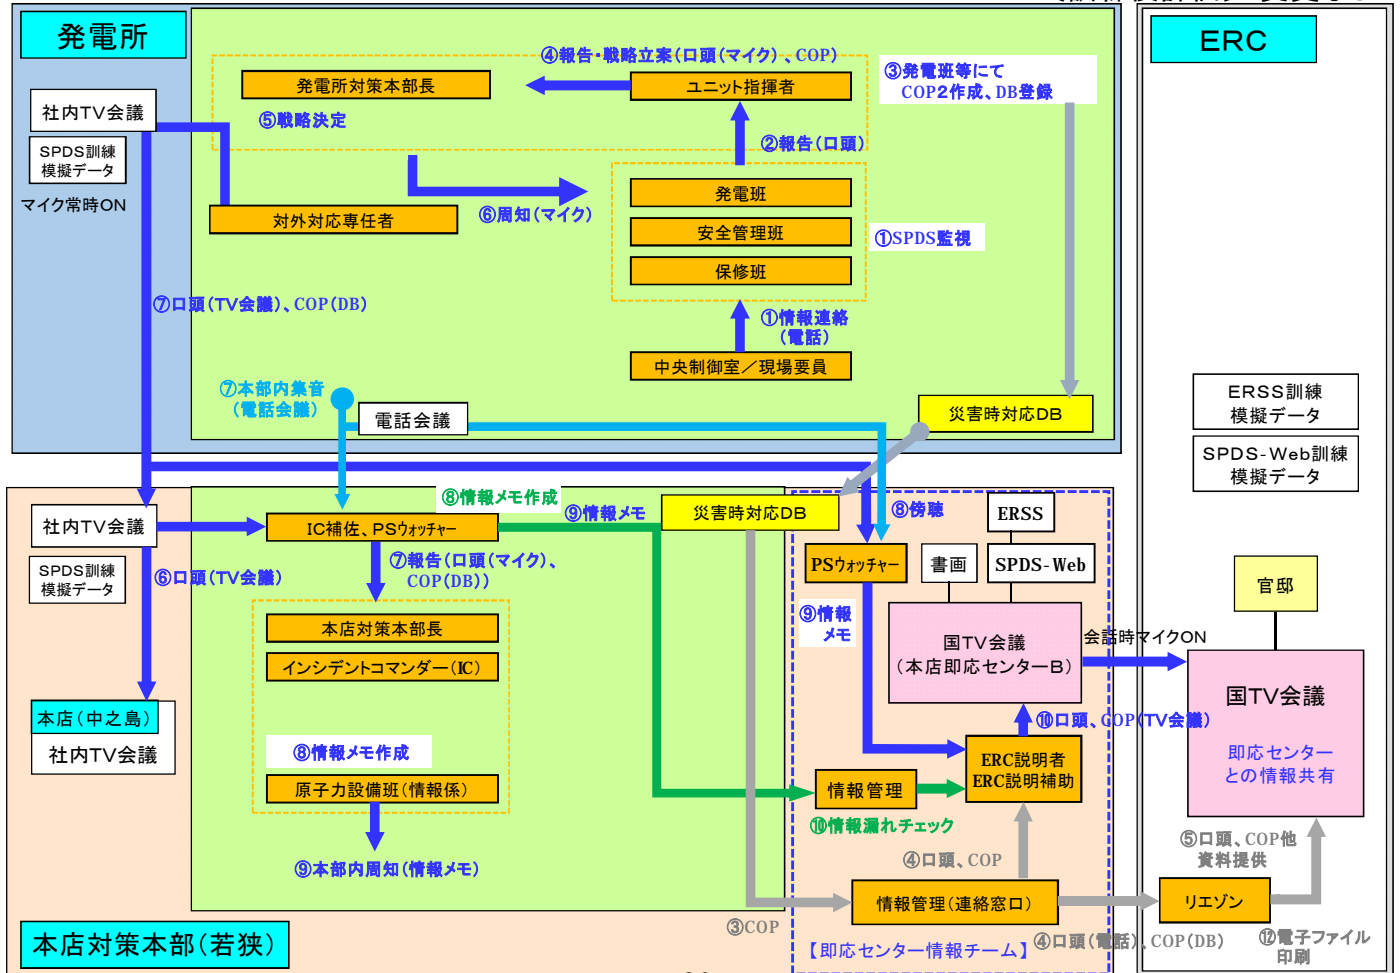 発電所
ERC
④報告・戦略立案(口頭(マイク)、COP)
発電所対策本部長
ユニット指揮者
③発電班等にて
COP2作成、DB登録
⑤戦略決定
社内TV会議
SPDS訓練
模擬データ
マイク常時ON
②報告(口頭)
発電班
⑥周知(マイク)
対外対応専任者
安全管理班
①SPDS監視
保修班
⑦口頭(TV会議)、COP(DB)
①情報連絡
(電話)
中央制御室/現場要員
⑦本部内集音
(電話会議)
電話会議
災害時対応DB
ERSS訓練
模擬データ
SPDS-Web訓練
模擬データ
⑧情報メモ作成
⑨情報メモ
災害時対応DB
⑧傍聴
ERSS
社内TV会議
IC補佐、PSウォッチャー
SPDS訓練
模擬データ
⑥口頭(TV会議)
⑦報告(口頭(マイク)、
COP(DB))
PSウォッチャー
書画
SPDS-Web
官邸
本店対策本部長
インシデントコマンダー(IC)
⑨情報
メモ
国TV会議
(本店即応センターB)
会話時マイクON
国TV会議
即応センター
との情報共有
本店(中之島)
社内TV会議
⑩口頭、COP(TV会議)
⑧情報メモ作成
原子力設備班(情報係)
ERC説明者
ERC説明補助
情報管理
⑩情報漏れチェック
⑨本部内周知(情報メモ)
④口頭、COP
⑤口頭、COP他
資料提供
情報管理(連絡窓口)
リエゾン
③COP
④口頭(電話)、COP(DB)
⑫電子ファイル
印刷
【即応センター情報チーム】
本店対策本部(若狭)